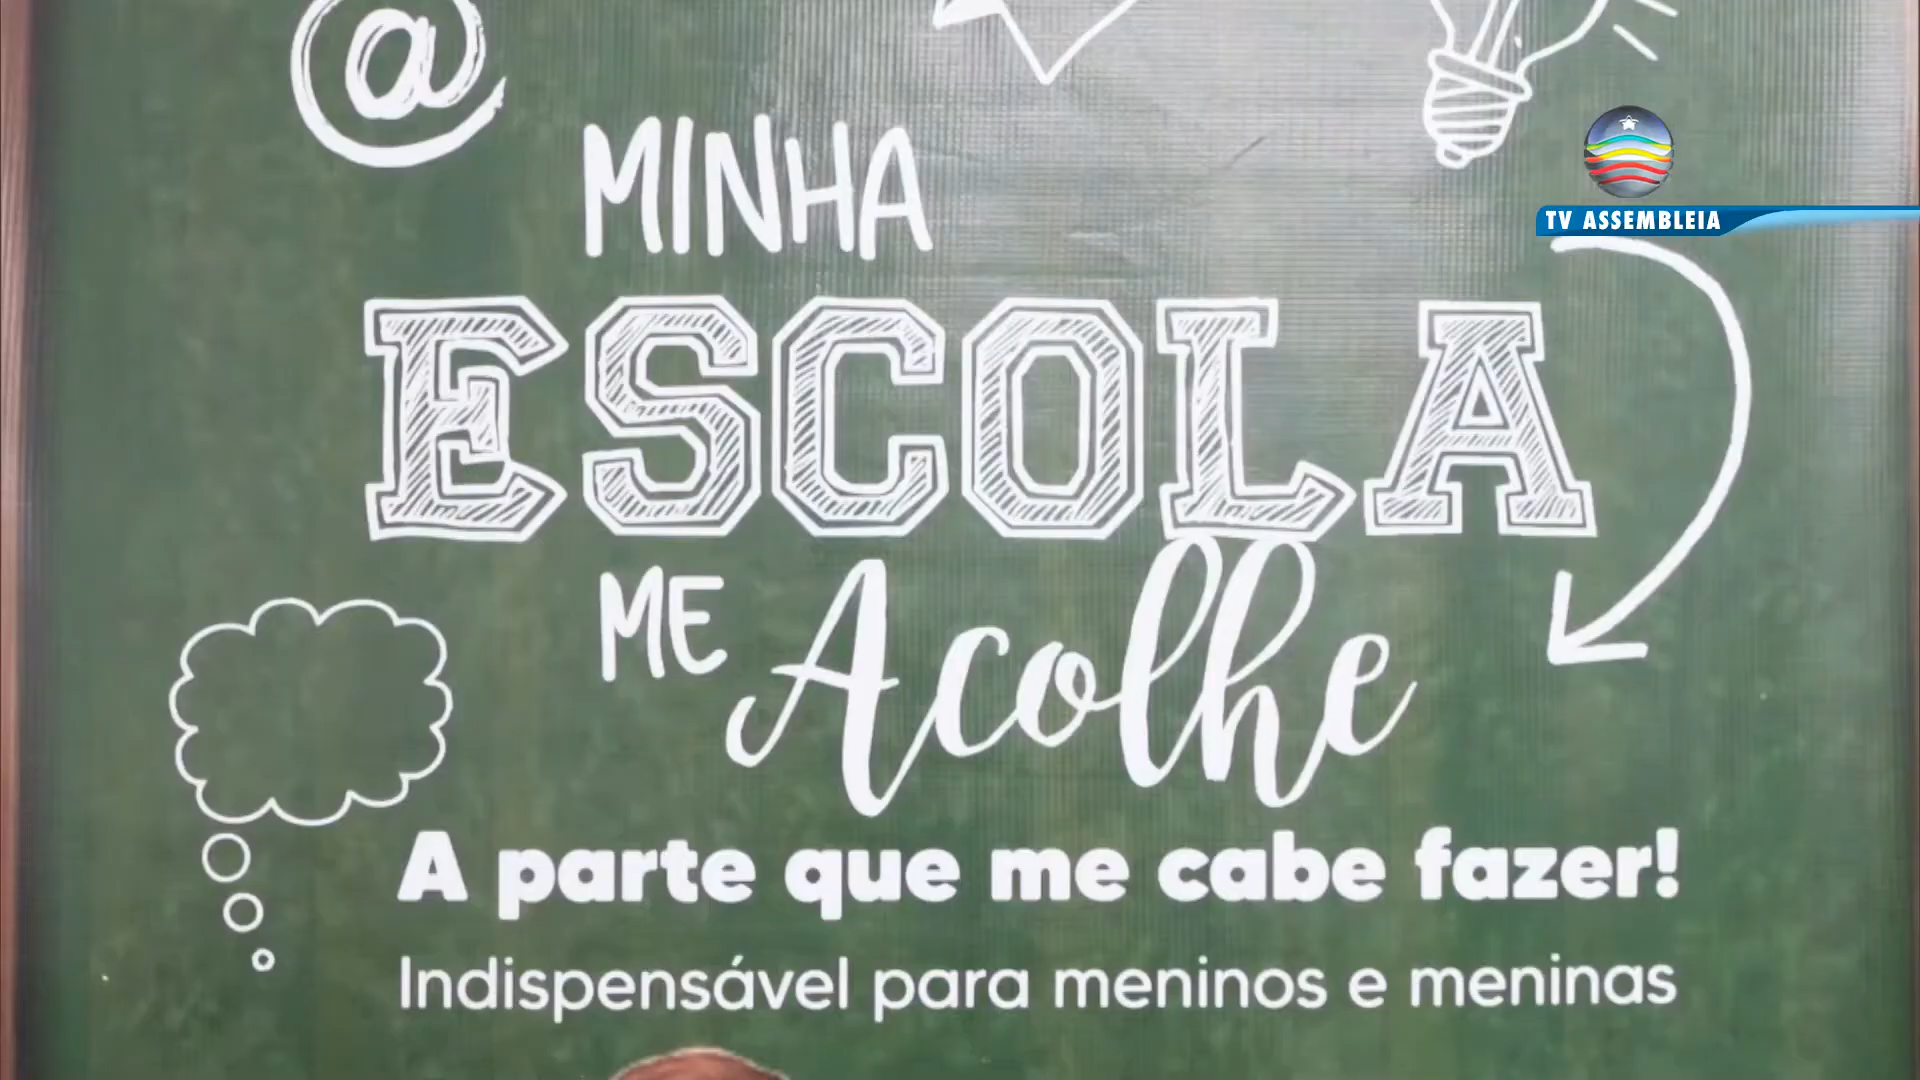 @
MINHA
ESCOLA
ME Acolhe
A parte que me cabe fazer!
Indispensável para meninos e meninas
TV ASSEMBLEIA